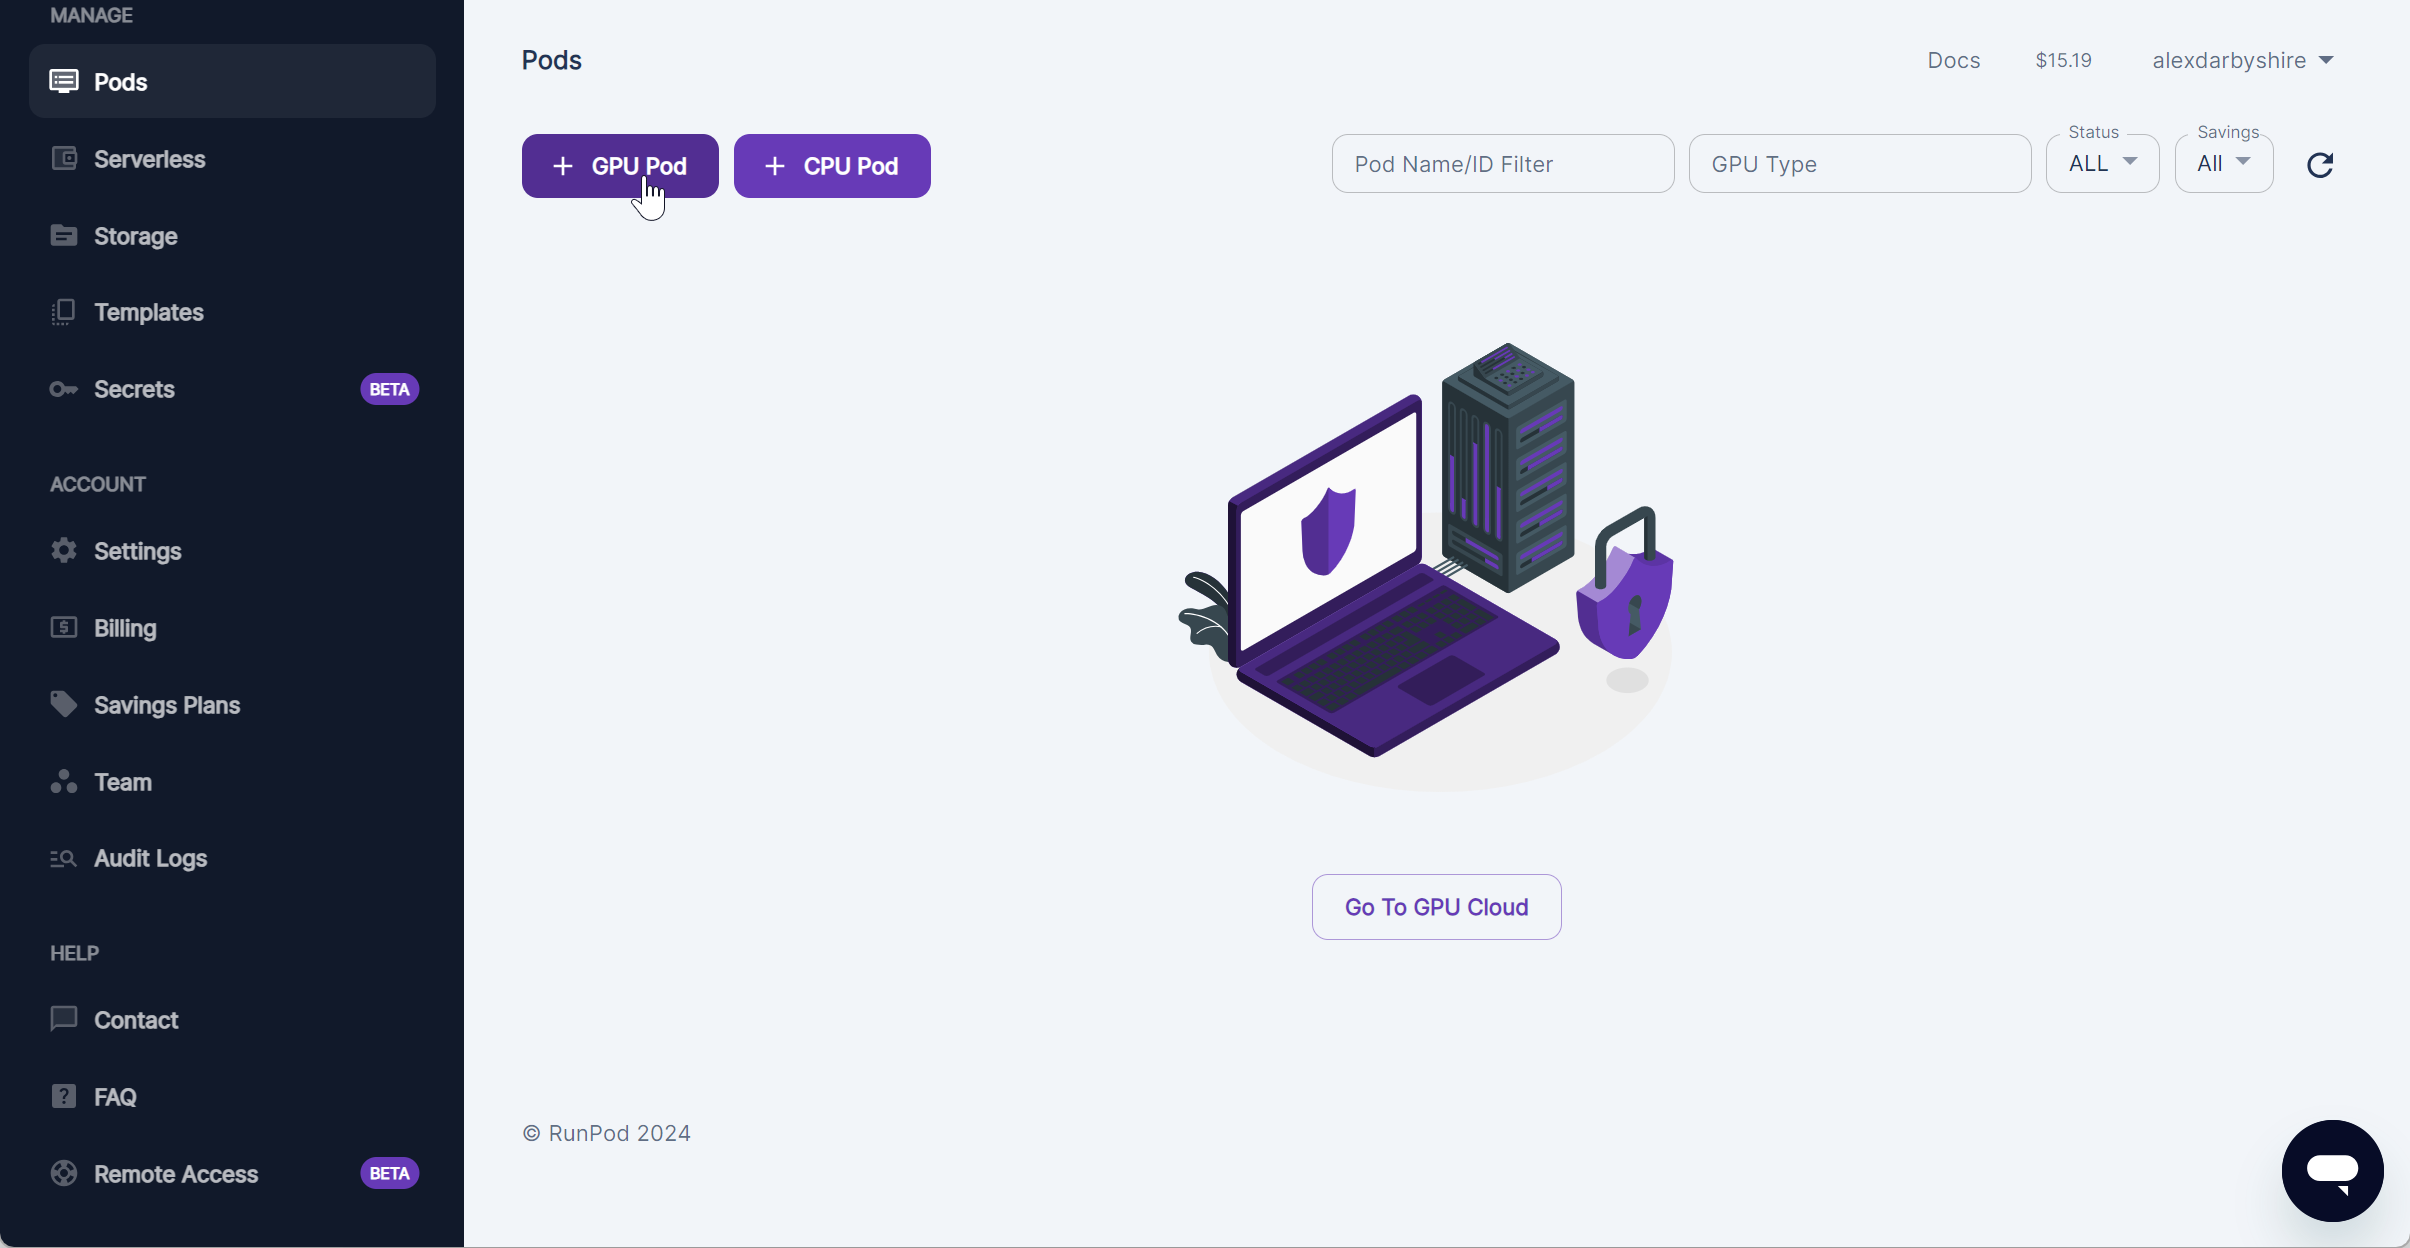 MANAGE
Pods
Serverless
Storage
Templates
Secrets BETA
ACCOUNT
Settings
Billing
Savings Plans
Team
Audit Logs
HELP
Contact
FAQ
Remote Access BETA
Pods
Docs $15.19 alexdarbyshire
+ GPU Pod + CPU Pod
Pod Name/ID Filter
GPU Type
Status
ALL
Savings
All
Go To GPU Cloud
© RunPod 2024